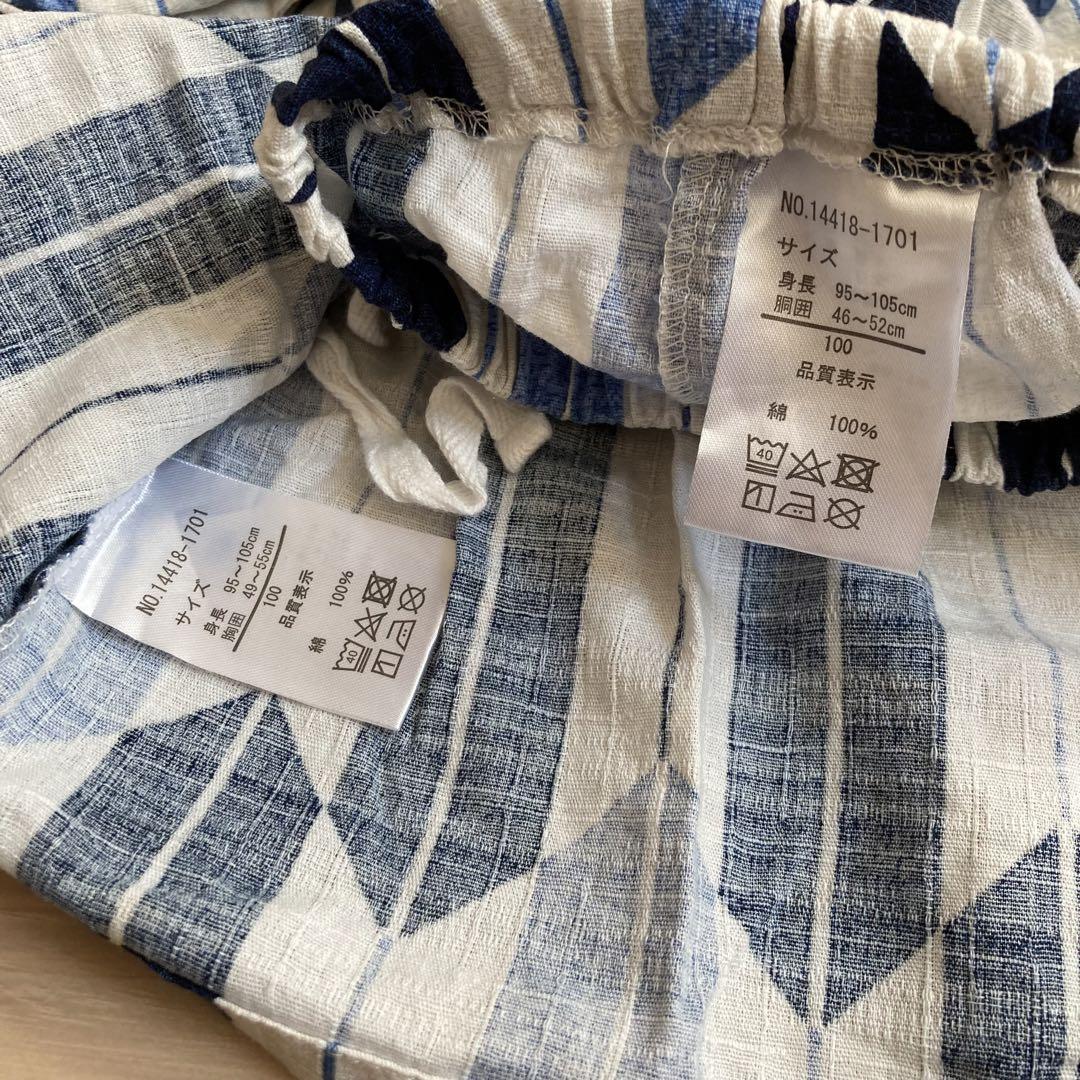 NO.14418-1701
サイズ
身長 95～105cm
胴囲 46～52cm
100
品質表示
綿 100%
40
NO.14418-1701
サイズ
身長 95～105cm
胴囲 49～55cm
100
品質表示
綿 100%
40